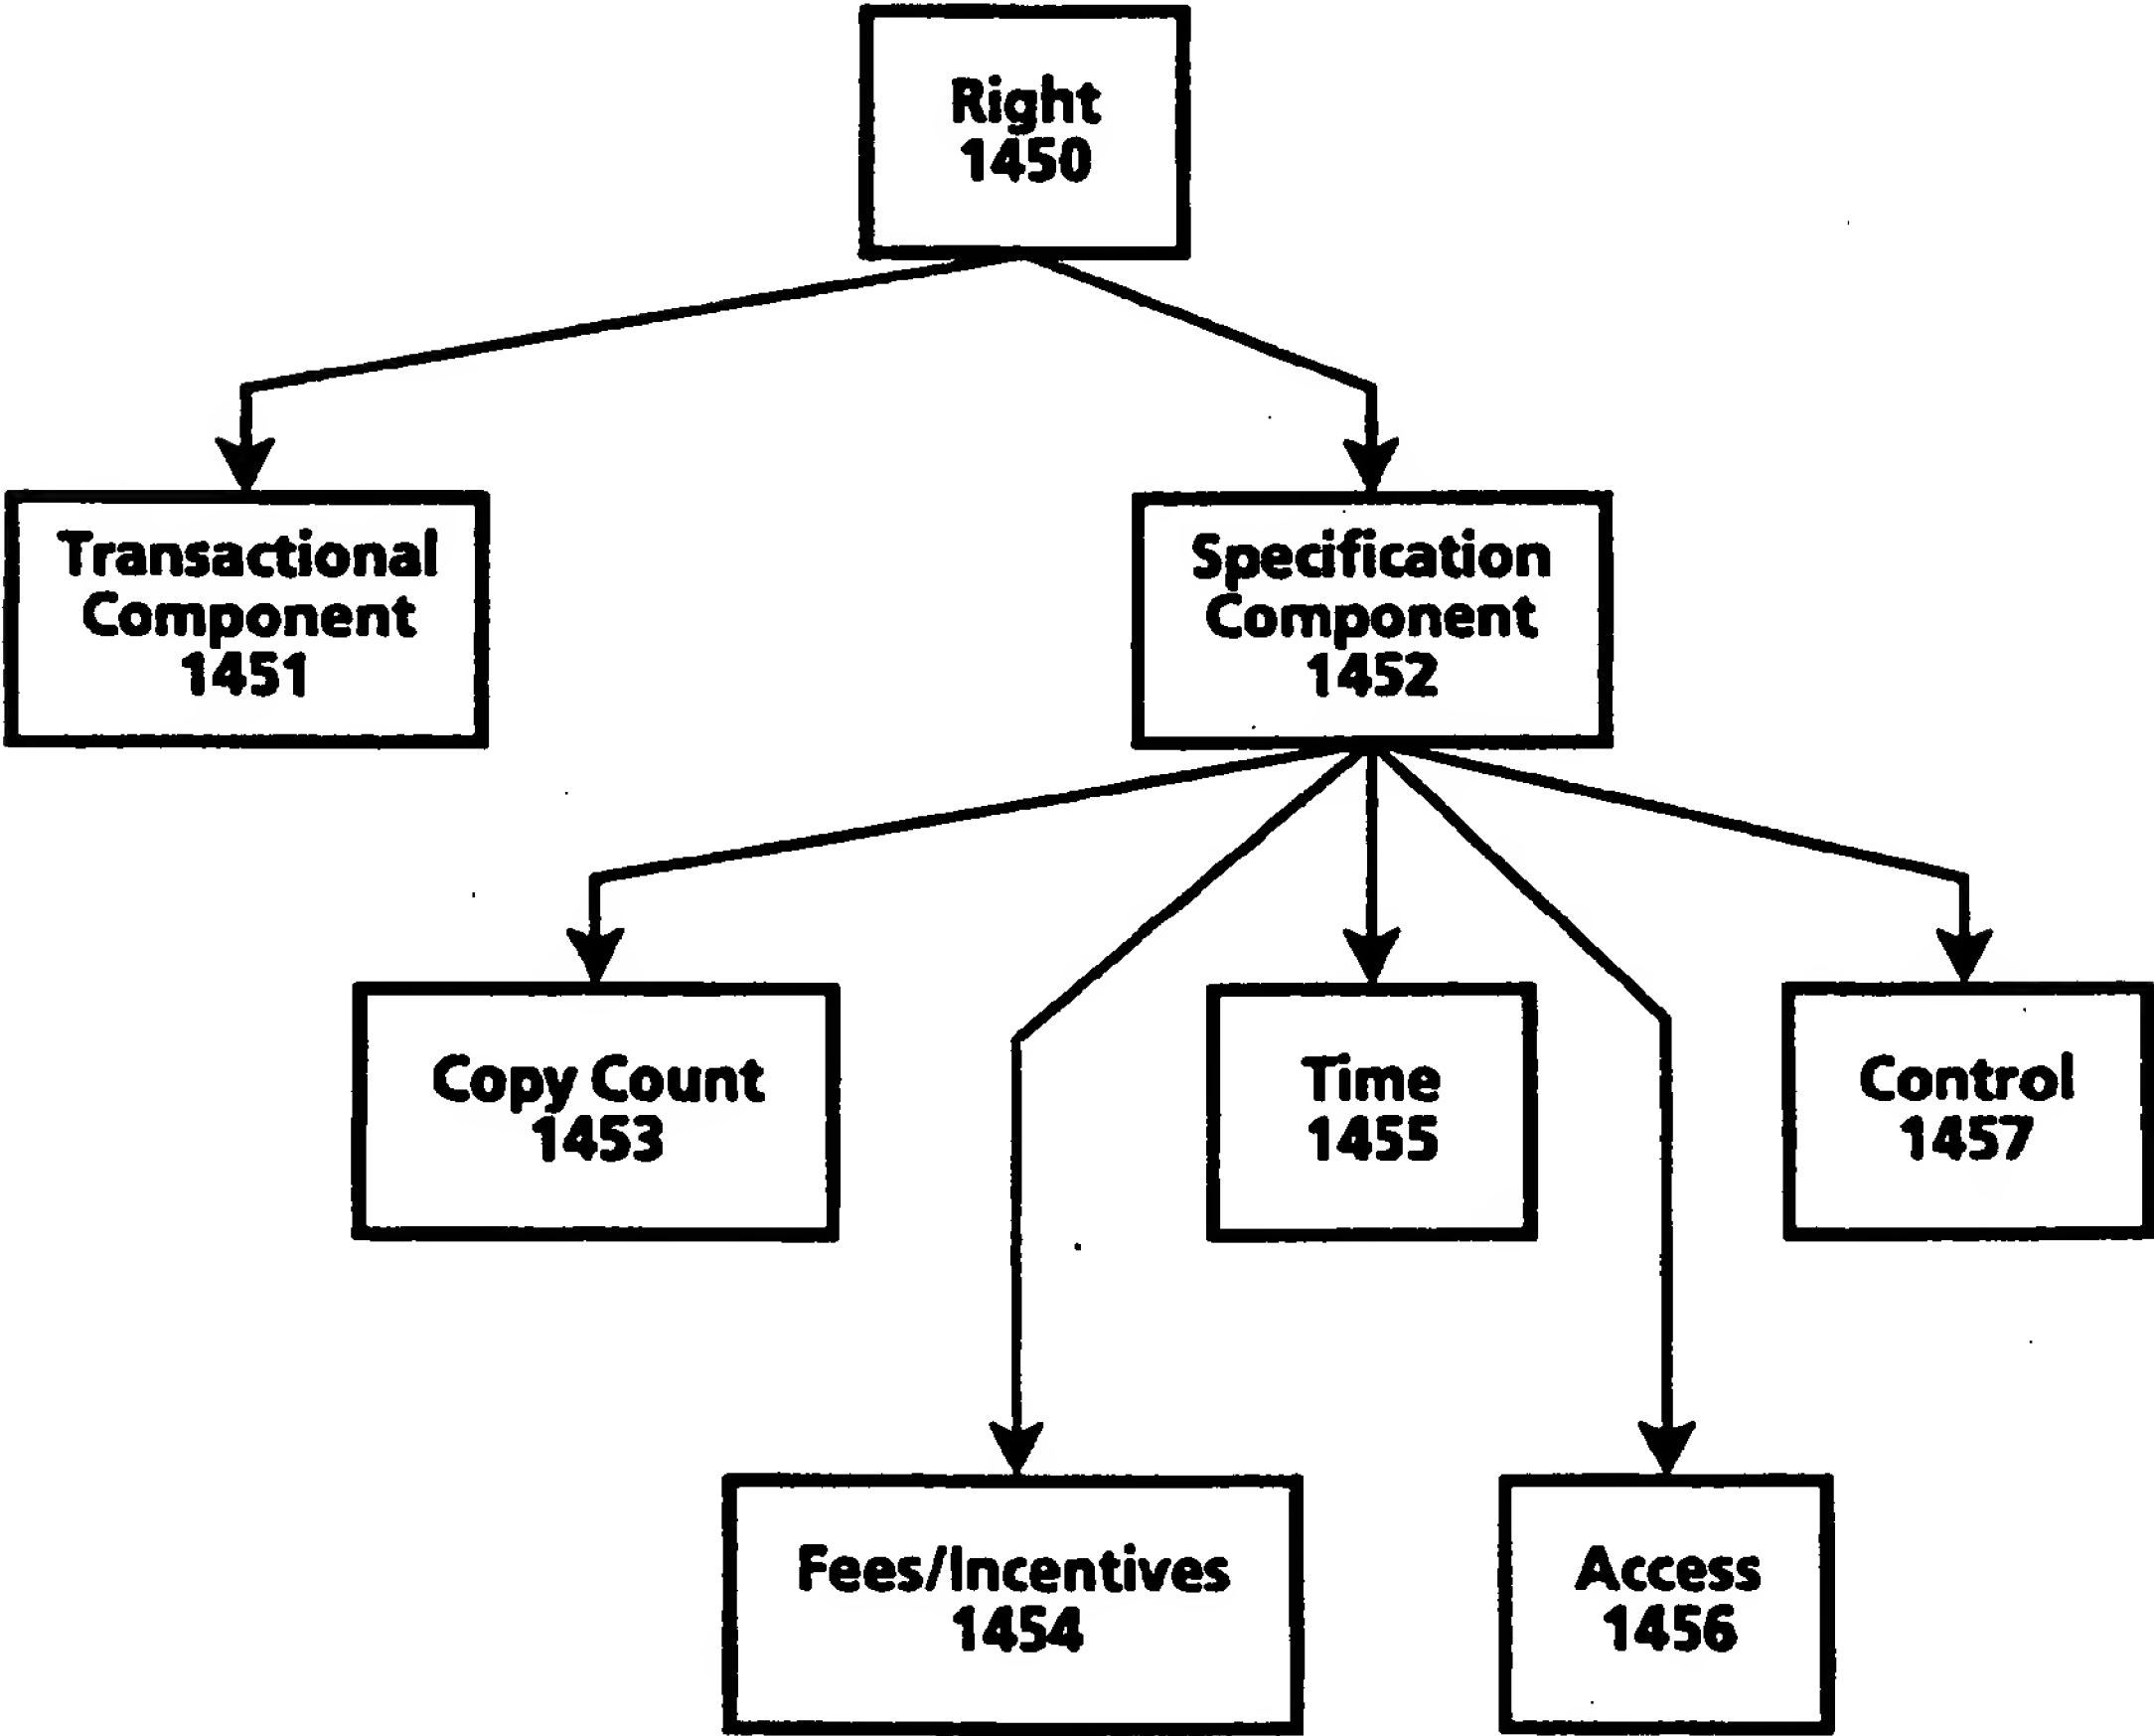 Right
1450
Transactional
Component
1451
Specification
Component
1452
Copy Count
1453
Time
1455
Control
1457
Fees/Incentives
1454
Access
1456